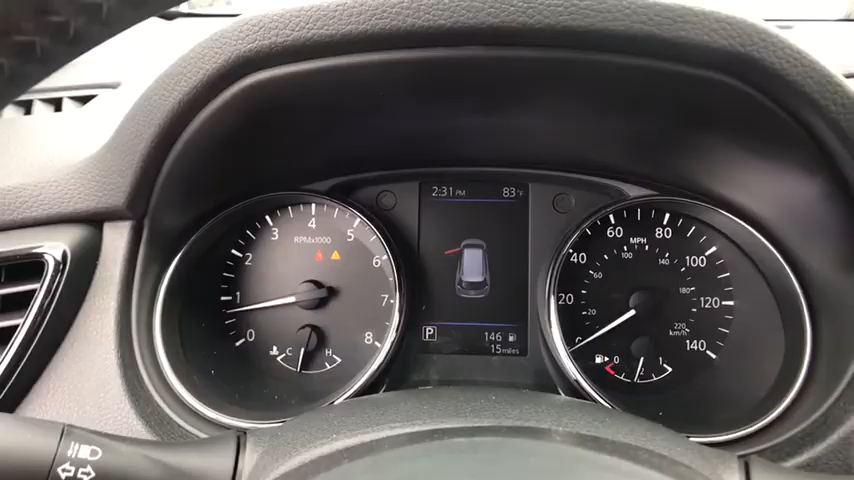 2:31 PM 83°F
4
3 5
2 6
1 7
0 8
RPMx1000
C H
P 146
15 miles
60 80
40 100
20 120
0 140
MPH
100 140
60 180
20 220
km/h
0 1